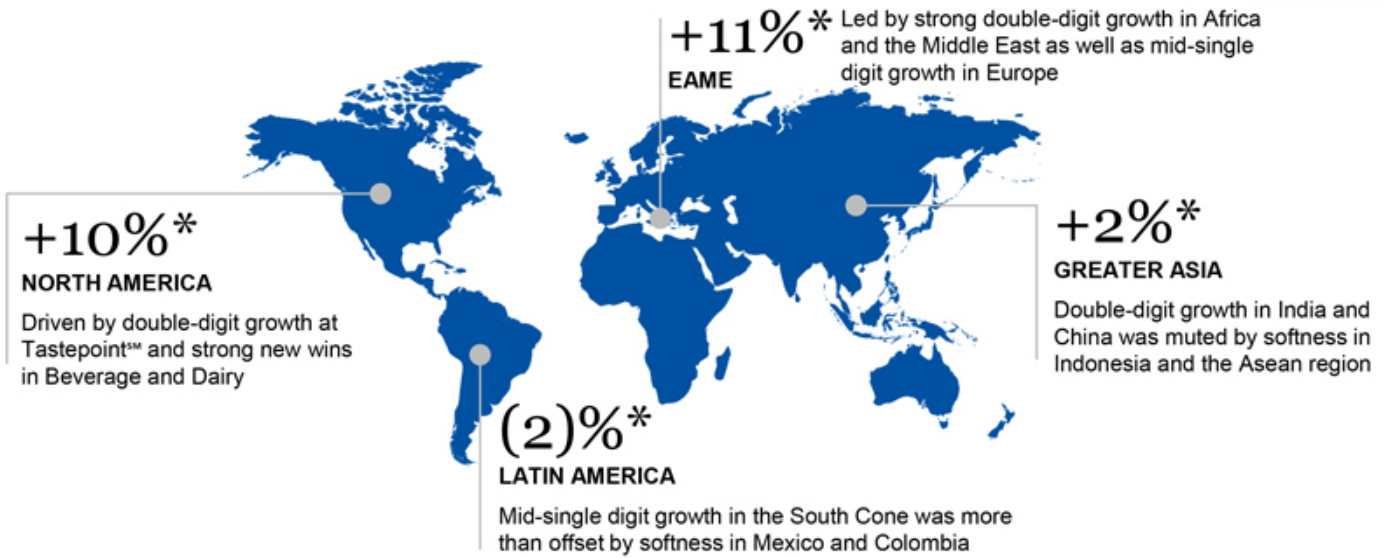 +11%*
EAME
Led by strong double-digit growth in Africa
and the Middle East as well as mid-single
digit growth in Europe
+10%*
NORTH AMERICA
Driven by double-digit growth at
Tastepoint℠ and strong new wins
in Beverage and Dairy
+2%*
GREATER ASIA
Double-digit growth in India and
China was muted by softness in
Indonesia and the Asean region
(2)%*
LATIN AMERICA
Mid-single digit growth in the South Cone was more
than offset by softness in Mexico and Colombia